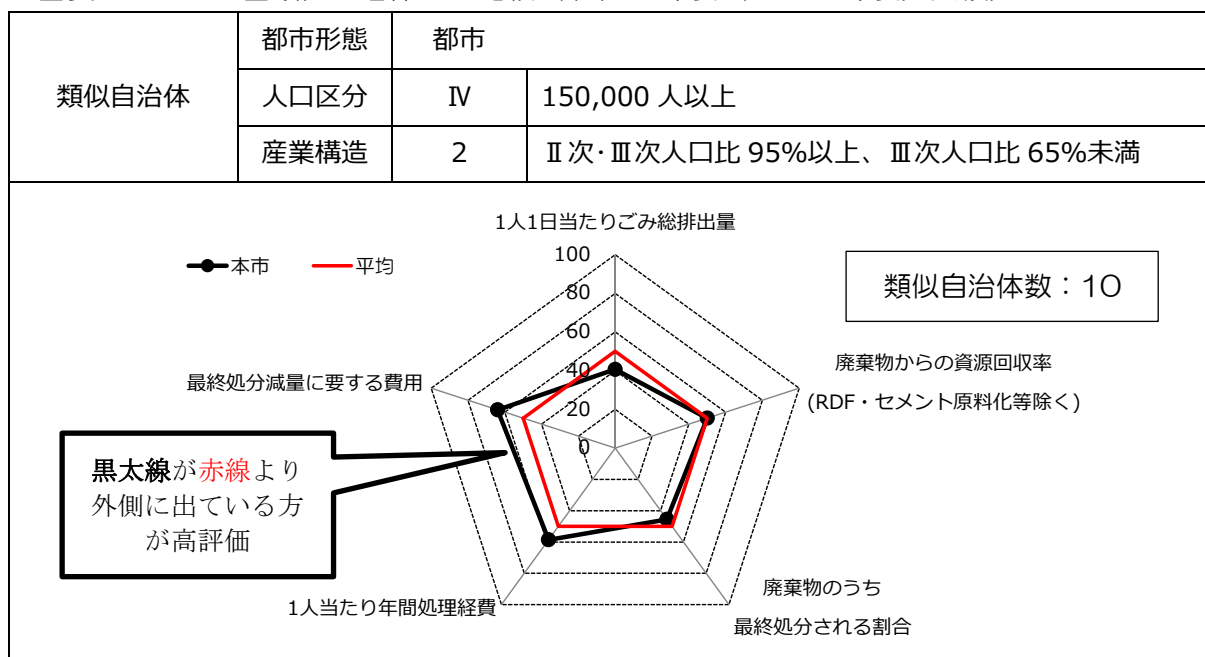 類似自治体
都市形態 都市
人口区分 Ⅳ 150,000 人以上
産業構造 2 Ⅱ次・Ⅲ次人口比 95%以上、Ⅲ次人口比 65%未満
1人1日当たりごみ総排出量
本市 平均
類似自治体数：10
100
80
60
40
20
0
廃棄物からの資源回収率
(RDF・セメント原料化等除く)
最終処分減量に要する費用
黒太線が赤線より
外側に出ている方
が高評価
1人当たり年間処理経費
廃棄物のうち
最終処分される割合